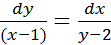 dy/(x−1) = dx/y−2